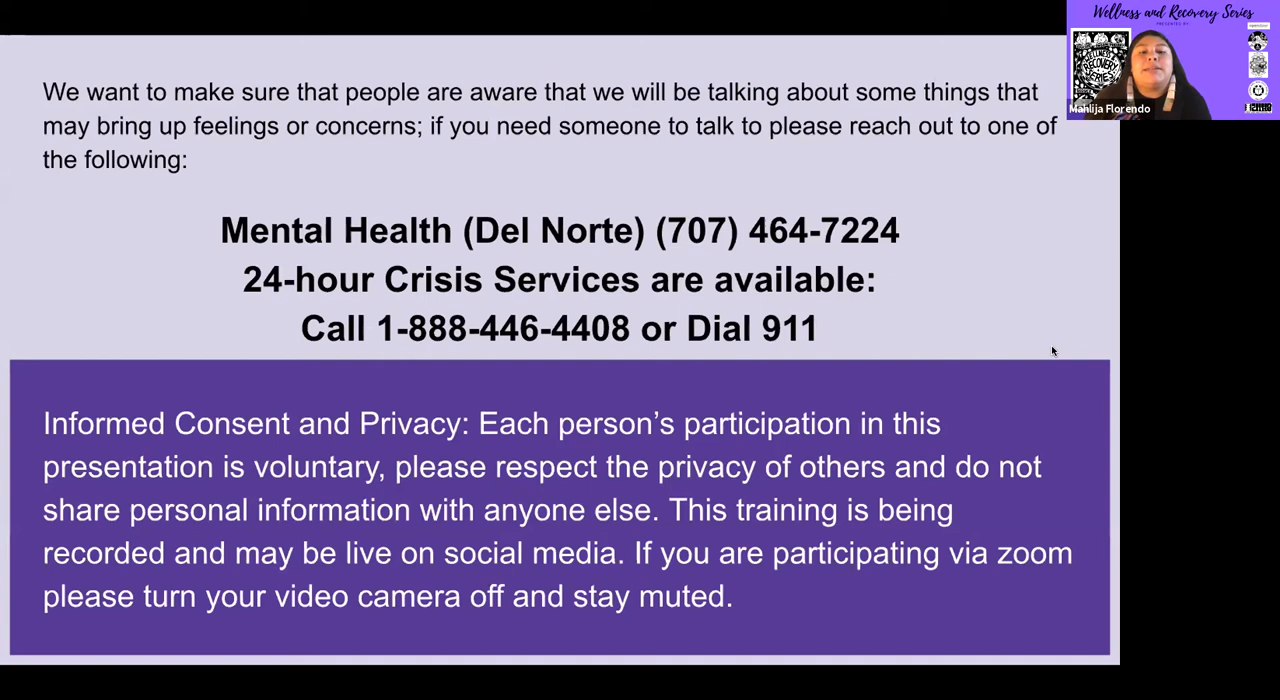 Wellness and Recovery Series
PRESENTED BY
WELLNESS
RECOVERY
SERIES
Mahlija Florendo
We want to make sure that people are aware that we will be talking about some things that
may bring up feelings or concerns; if you need someone to talk to please reach out to one of
the following:
Mental Health (Del Norte) (707) 464-7224
24-hour Crisis Services are available:
Call 1-888-446-4408 or Dial 911
Informed Consent and Privacy: Each person’s participation in this
presentation is voluntary, please respect the privacy of others and do not
share personal information with anyone else. This training is being
recorded and may be live on social media. If you are participating via zoom
please turn your video camera off and stay muted.